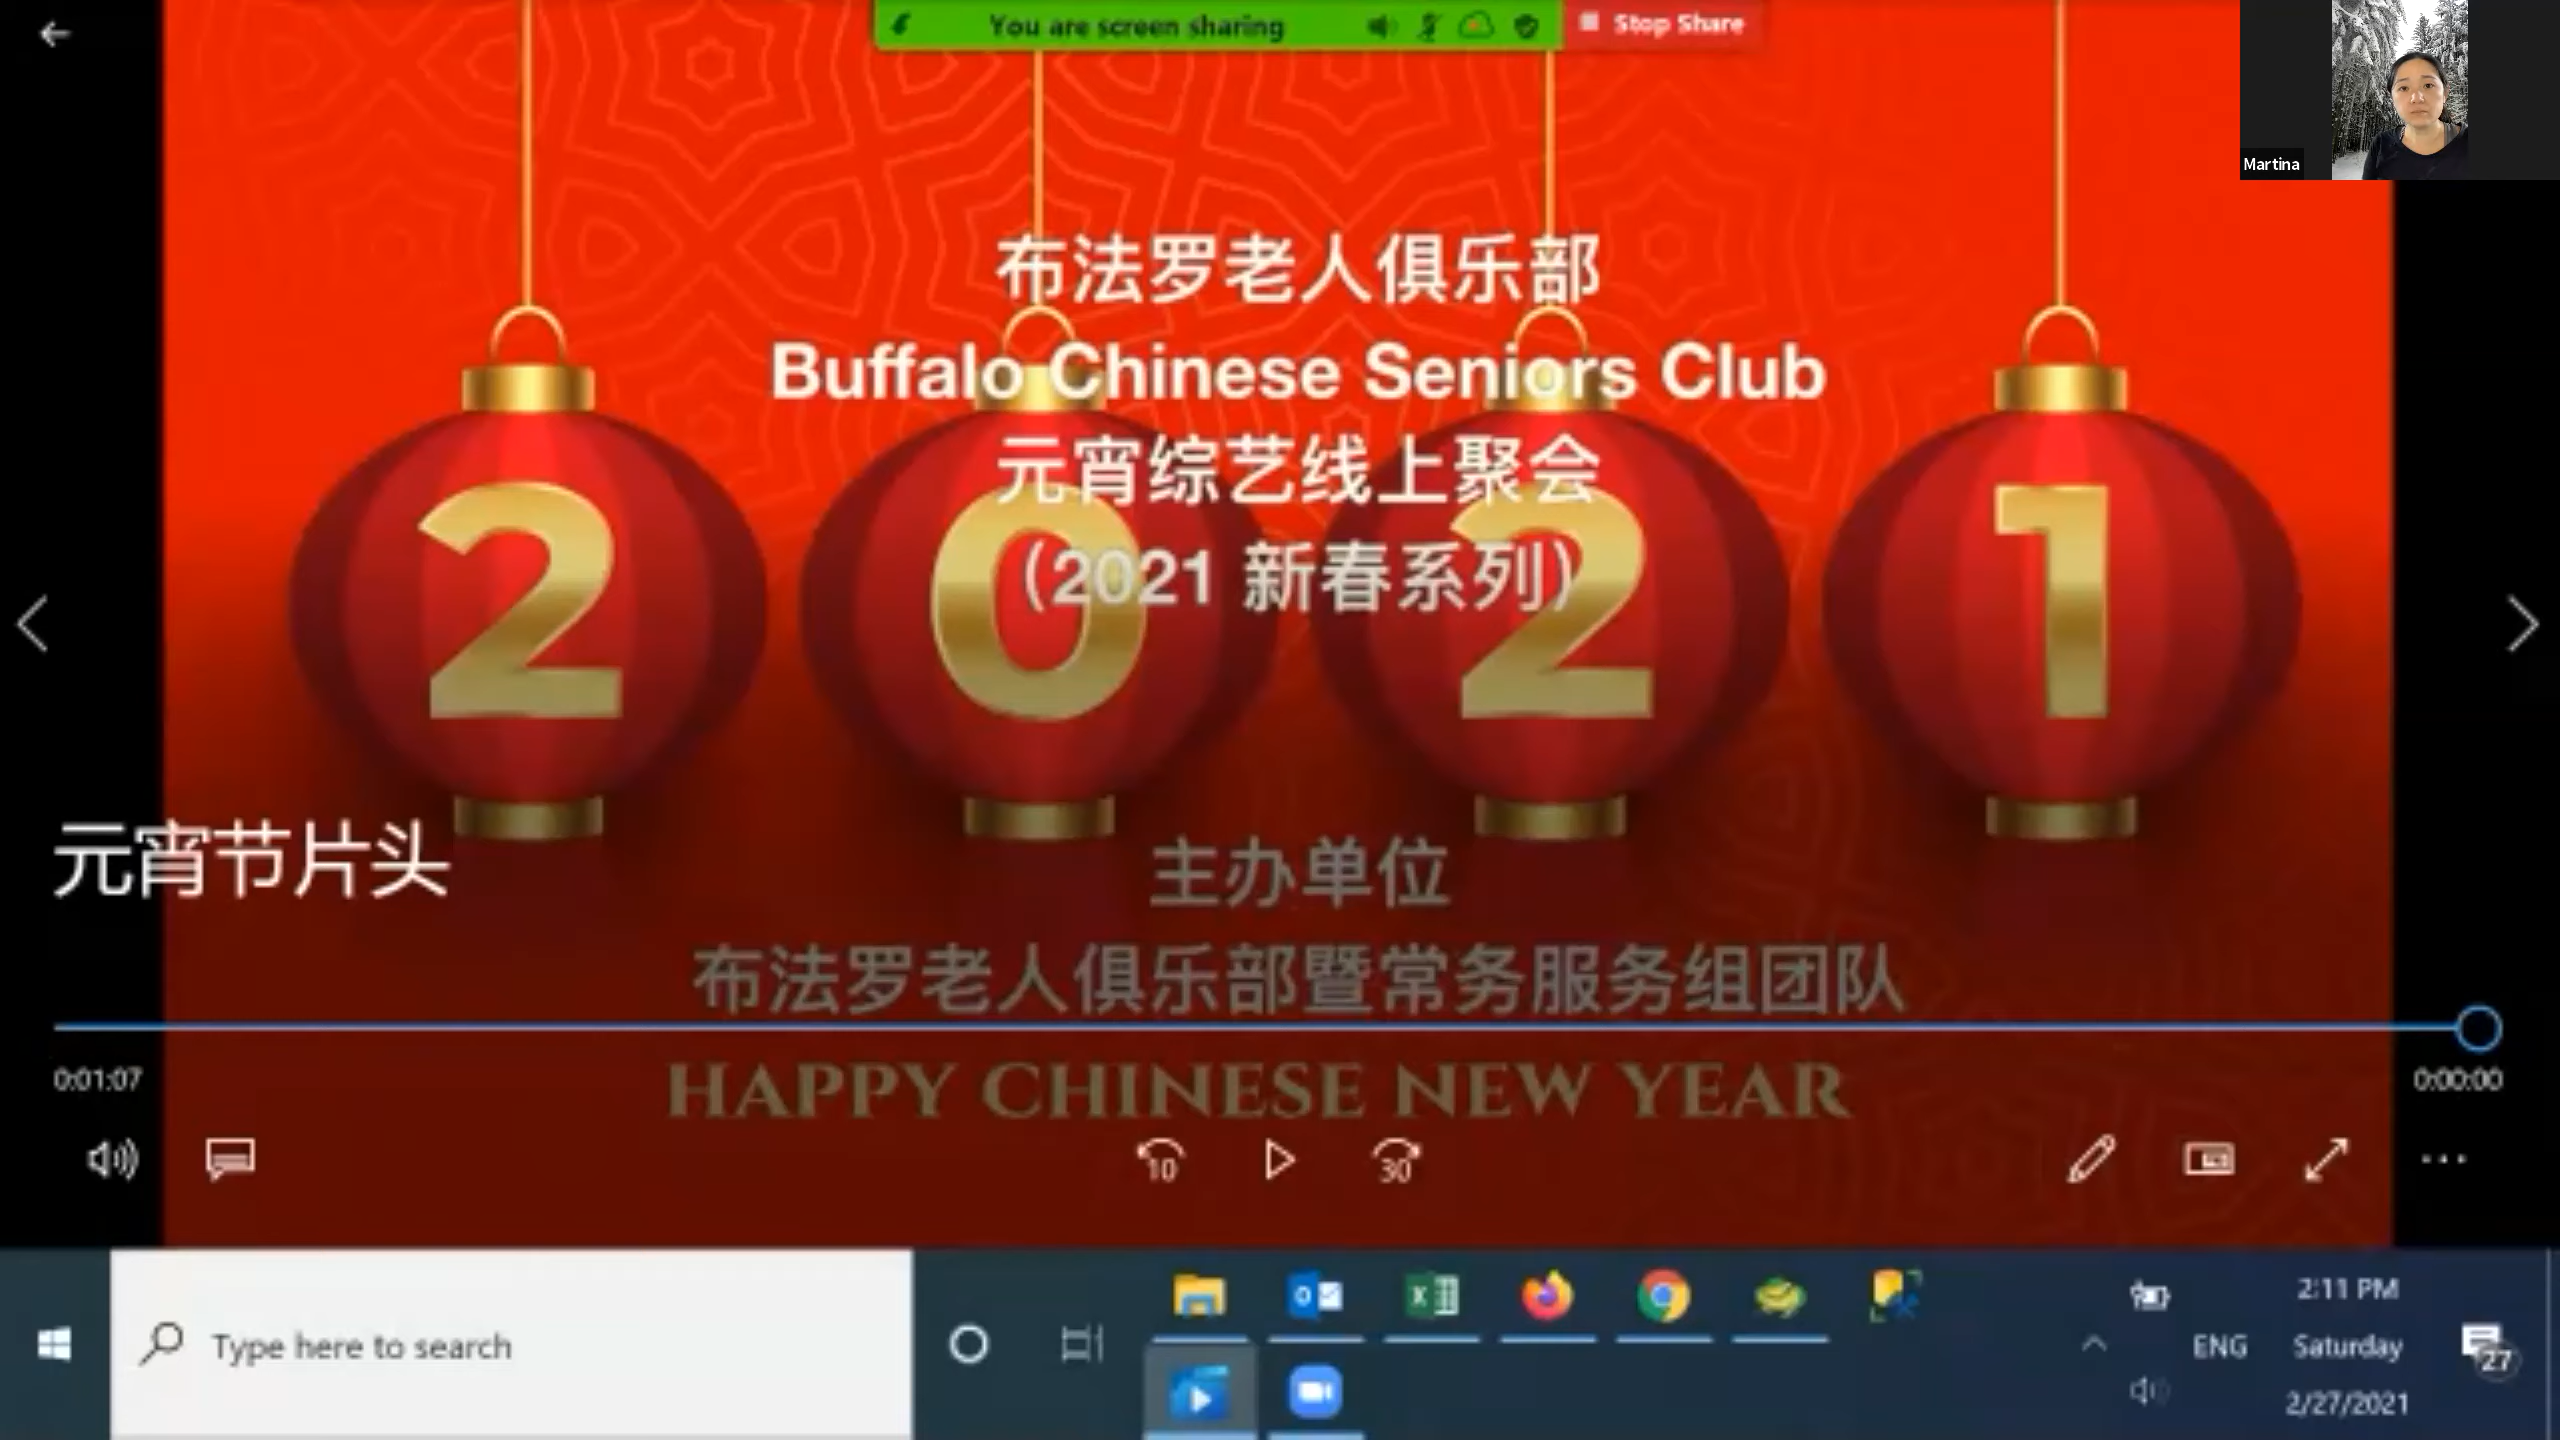 You are screen sharing
Stop Share
Martina
布法罗老人俱乐部
Buffalo Chinese Seniors Club
元宵综艺线上聚会
2 0 2 1
（2021 新春系列）
元宵节片头
主办单位
布法罗老人俱乐部暨常务服务组团队
0:01:07
0:00:00
HAPPY CHINESE NEW YEAR
10
30
Type here to search
2:11 PM
ENG
Saturday
27
2/27/2021